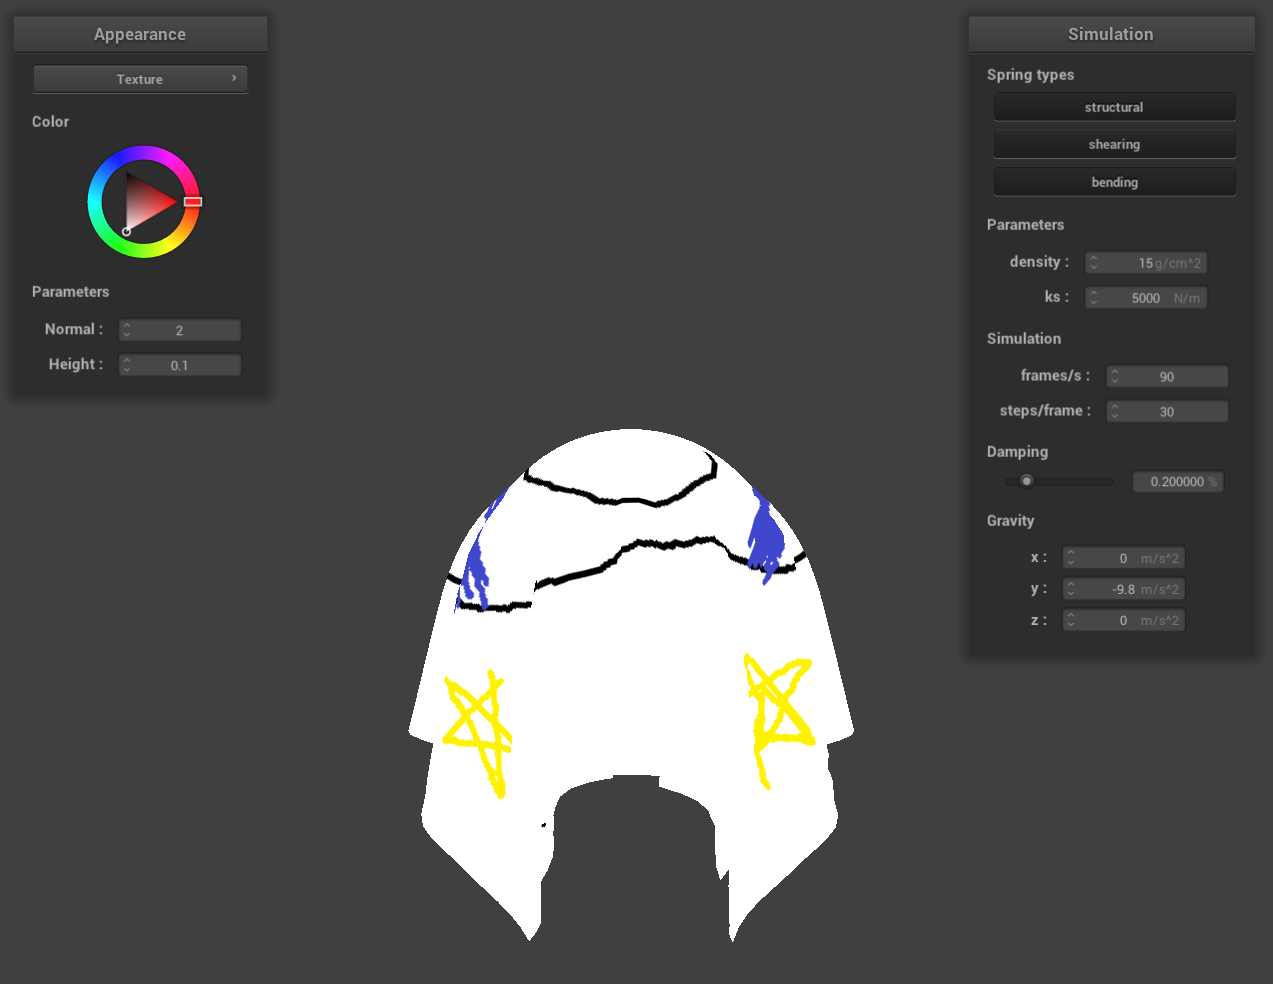 Appearance
Texture
Color
Parameters
Normal : 2
Height : 0.1
Simulation
Spring types
structural
shearing
bending
Parameters
density : 15 g/cm^2
ks : 5000 N/m
Simulation
frames/s : 90
steps/frame : 30
Damping
0.200000 %
Gravity
x : 0 m/s^2
y : -9.8 m/s^2
z : 0 m/s^2